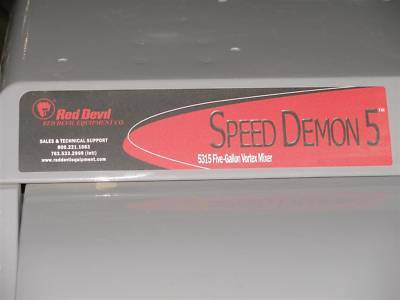 Red Devil
RED DEVIL EQUIPMENT CO.
SALES & TECHNICAL SUPPORT
800.221.1083
763.533.2999 (intl)
www.reddevilequipment.com
SPEED DEMON 5™
5315 Five-Gallon Vortex Mixer